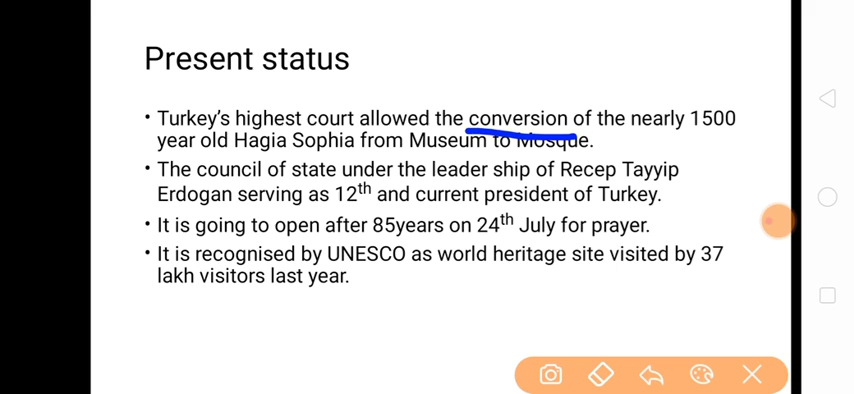 Present status
• Turkey's highest court allowed the conversion of the nearly 1500
year old Hagia Sophia from Museum to Mosque.
• The council of state under the leader ship of Recep Tayyip
Erdogan serving as 12th and current president of Turkey.
• It is going to open after 85years on 24th July for prayer.
• It is recognised by UNESCO as world heritage site visited by 37
lakh visitors last year.